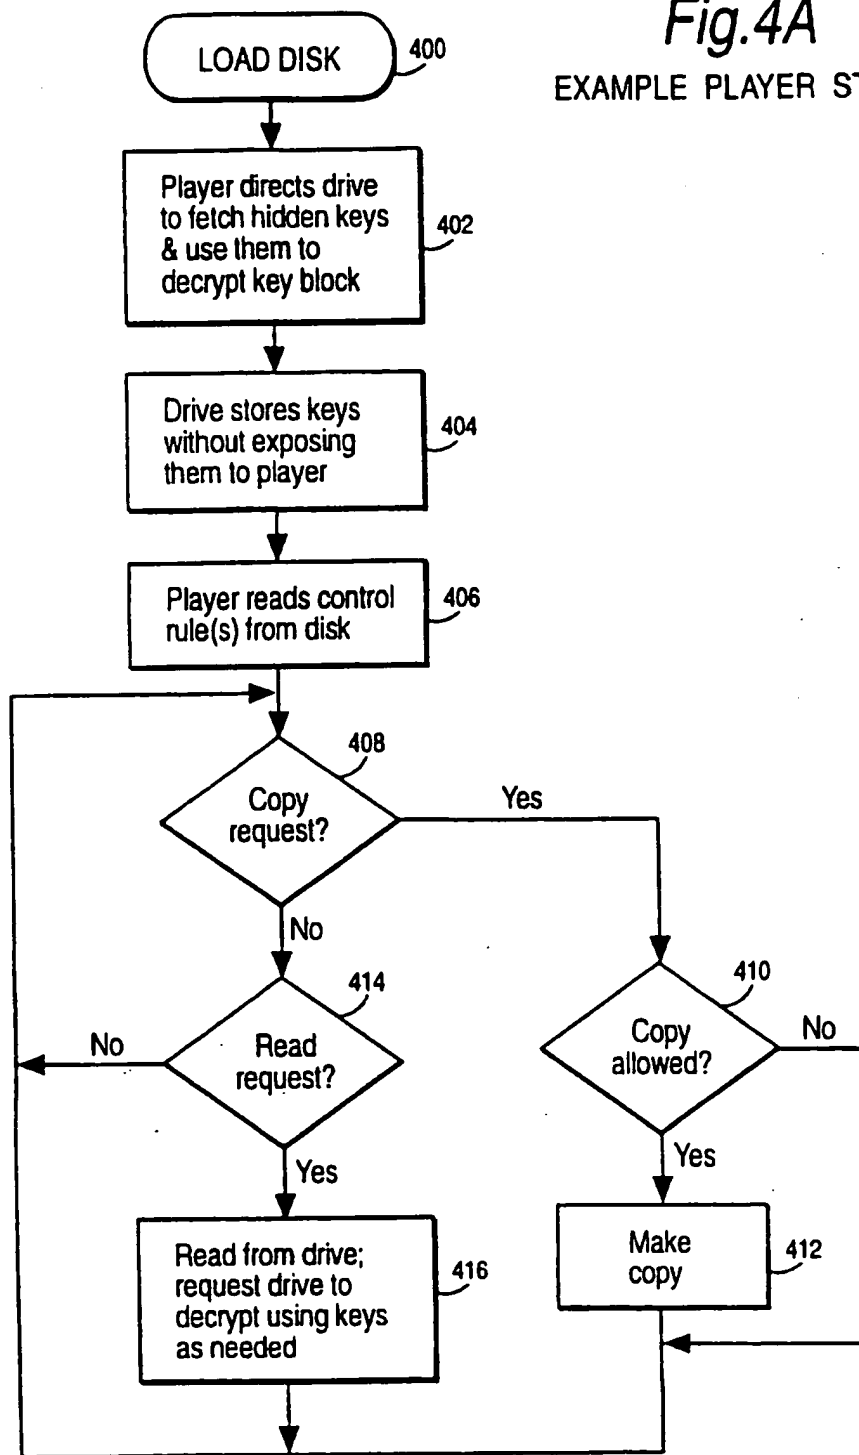 Fig.4A
EXAMPLE PLAYER
LOAD DISK
400
Player directs drive
to fetch hidden keys
& use them to
decrypt key block
402
Drive stores keys
without exposing
them to player
404
Player reads control
rule(s) from disk
406
408
Copy
request?
Yes
No
414
410
No
Read
request?
Copy
allowed?
No
Yes
Yes
Read from drive;
request drive to
decrypt using keys
as needed
416
Make
copy
412